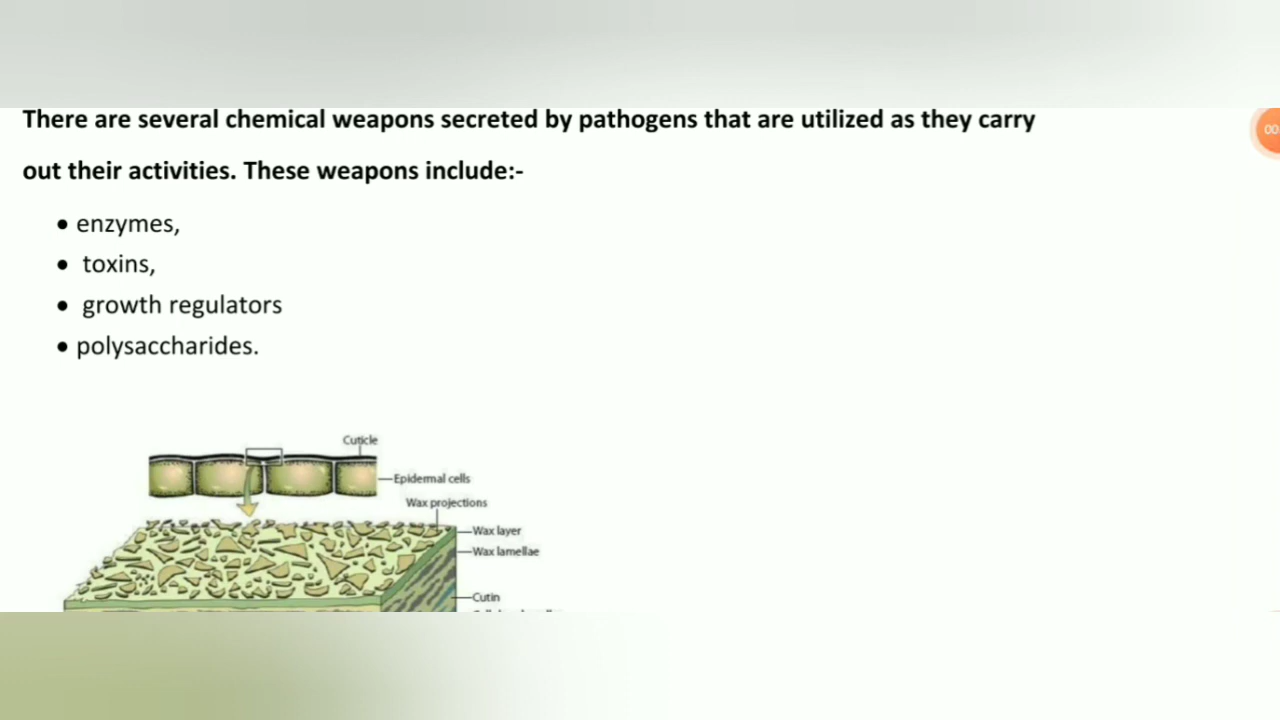 There are several chemical weapons secreted by pathogens that are utilized as they carry
out their activities. These weapons include:-
• enzymes,
• toxins,
• growth regulators
• polysaccharides.
Cuticle
Epidermal cells
Wax projections
Wax layer
Wax lamellae
Cutin
00